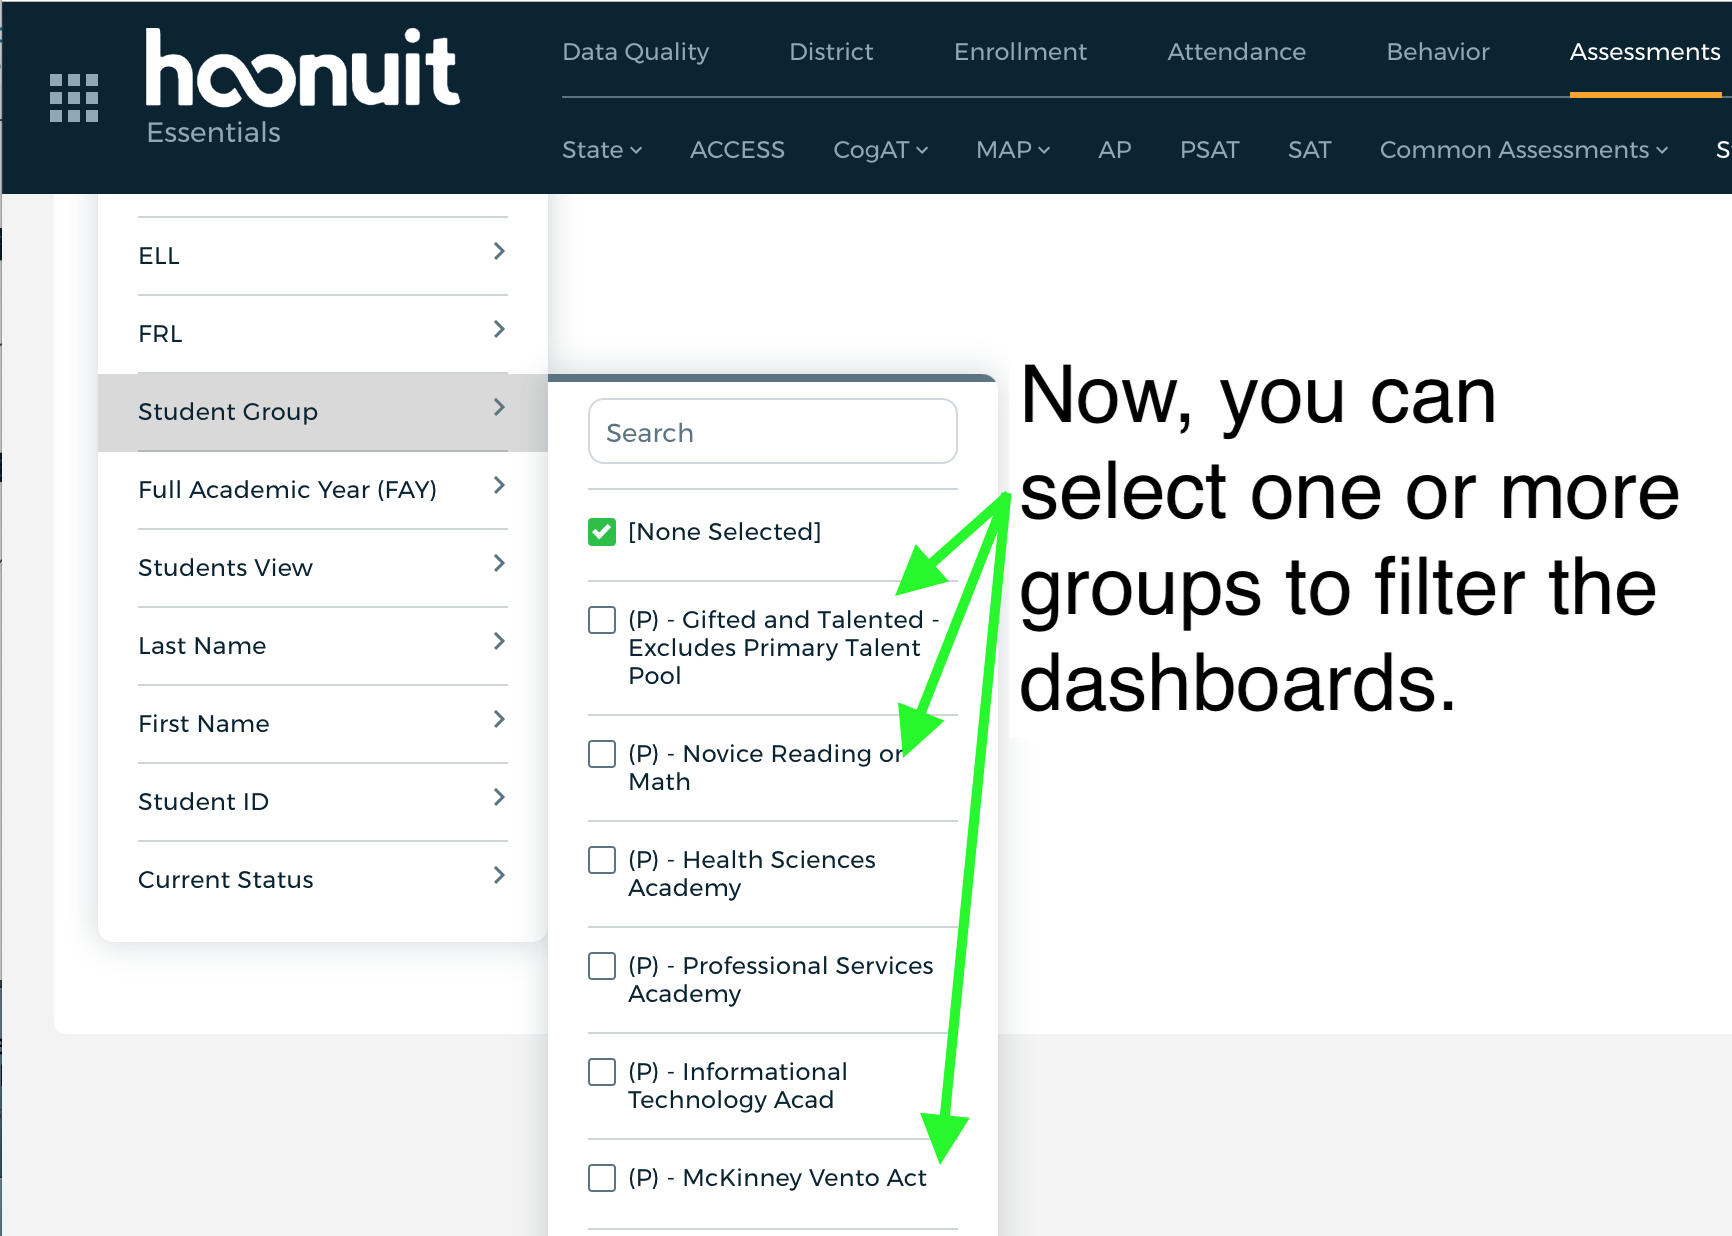 hoonuit
Essentials
Data Quality District Enrollment Attendance Behavior Assessments
State ACCESS CogAT MAP AP PSAT SAT Common Assessments
ELL
FRL
Student Group
Full Academic Year (FAY)
Students View
Last Name
First Name
Student ID
Current Status
Search
[None Selected]
(P) - Gifted and Talented -
Excludes Primary Talent
Pool
(P) - Novice Reading or
Math
(P) - Health Sciences
Academy
(P) - Professional Services
Academy
(P) - Informational
Technology Acad
(P) - McKinney Vento Act
Now, you can
select one or more
groups to filter the
dashboards.